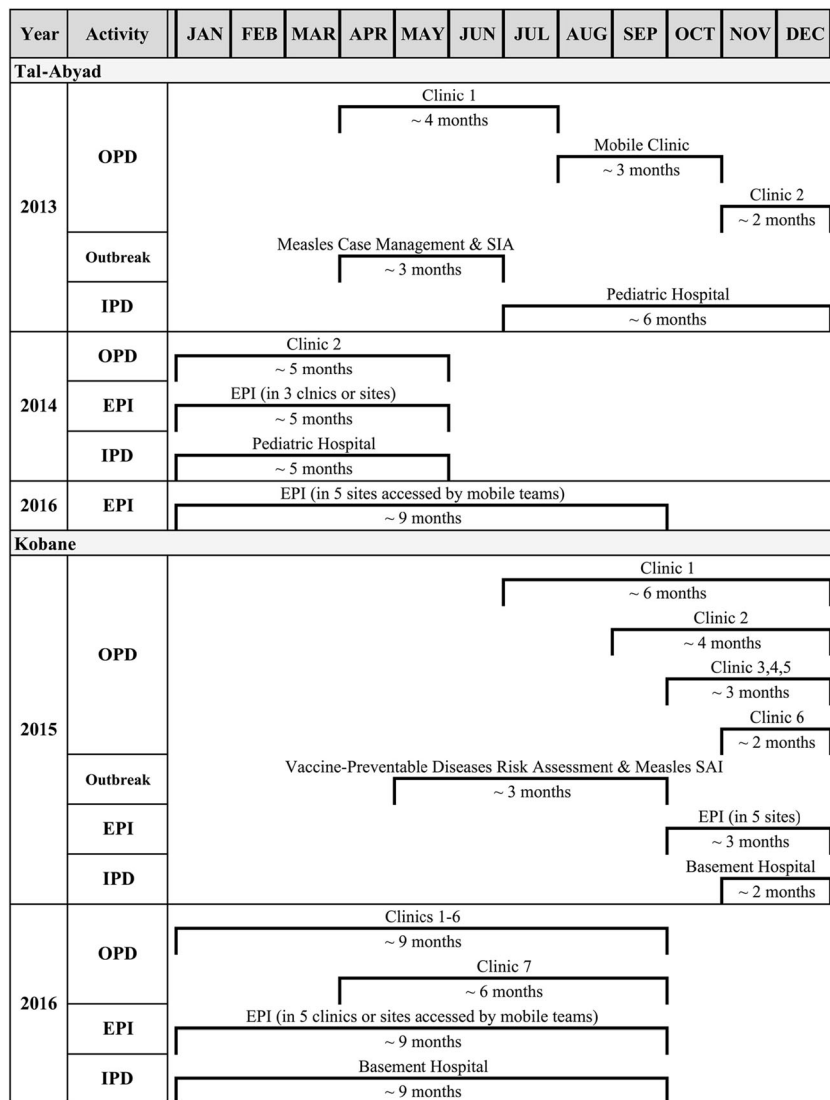 Year Activity JAN FEB MAR APR MAY JUN JUL AUG SEP OCT NOV DEC
Tal-Abyad
2013
OPD
Clinic 1
~ 4 months
Mobile Clinic
~ 3 months
Clinic 2
~ 2 months
Outbreak
Measles Case Management & SIA
~ 3 months
IPD
Pediatric Hospital
~ 6 months
2014
OPD
Clinic 2
~ 5 months
EPI
EPI (in 3 clnics or sites)
~ 5 months
IPD
Pediatric Hospital
~ 5 months
2016
EPI
EPI (in 5 sites accessed by mobile teams)
~ 9 months
Kobane
2015
OPD
Clinic 1
~ 6 months
Clinic 2
~ 4 months
Clinic 3,4,5
~ 3 months
Clinic 6
~ 2 months
Outbreak
Vaccine-Preventable Diseases Risk Assessment & Measles SAI
~ 3 months
EPI
EPI (in 5 sites)
~ 3 months
IPD
Basement Hospital
~ 2 months
2016
OPD
Clinics 1-6
~ 9 months
Clinic 7
~ 6 months
EPI
EPI (in 5 clinics or sites accessed by mobile teams)
~ 9 months
IPD
Basement Hospital
~ 9 months